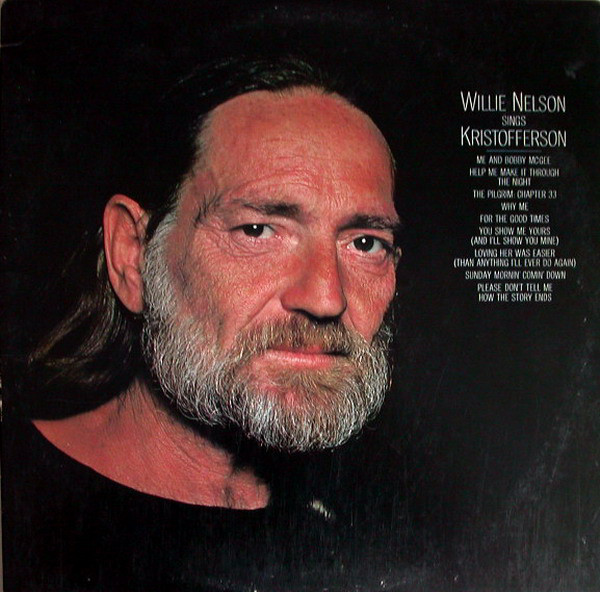 WILLIE NELSON
SINGS
KRISTOFFERSON
ME AND BOBBY MCGEE
HELP ME MAKE IT THROUGH
THE NIGHT
THE PILGRIM: CHAPTER 33
WHY ME
FOR THE GOOD TIMES
YOU SHOW ME YOURS
(AND I'LL SHOW YOU MINE)
LOVING HER WAS EASIER
(THAN ANYTHING I'LL EVER DO AGAIN)
SUNDAY MORNIN' COMIN' DOWN
PLEASE DON'T TELL ME
HOW THE STORY ENDS